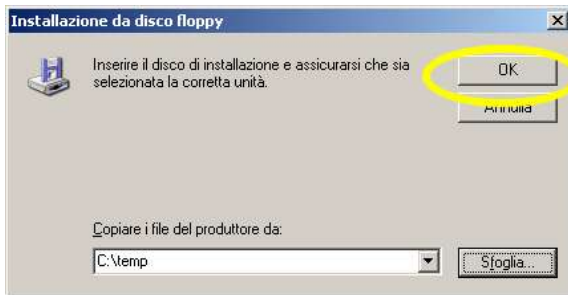 Installazione da disco floppy
Inserire il disco di installazione e assicurarsi che sia
selezionata la corretta unità.
OK
Annulla
Copiare i file del produttore da:
C:\temp
Sfoglia...